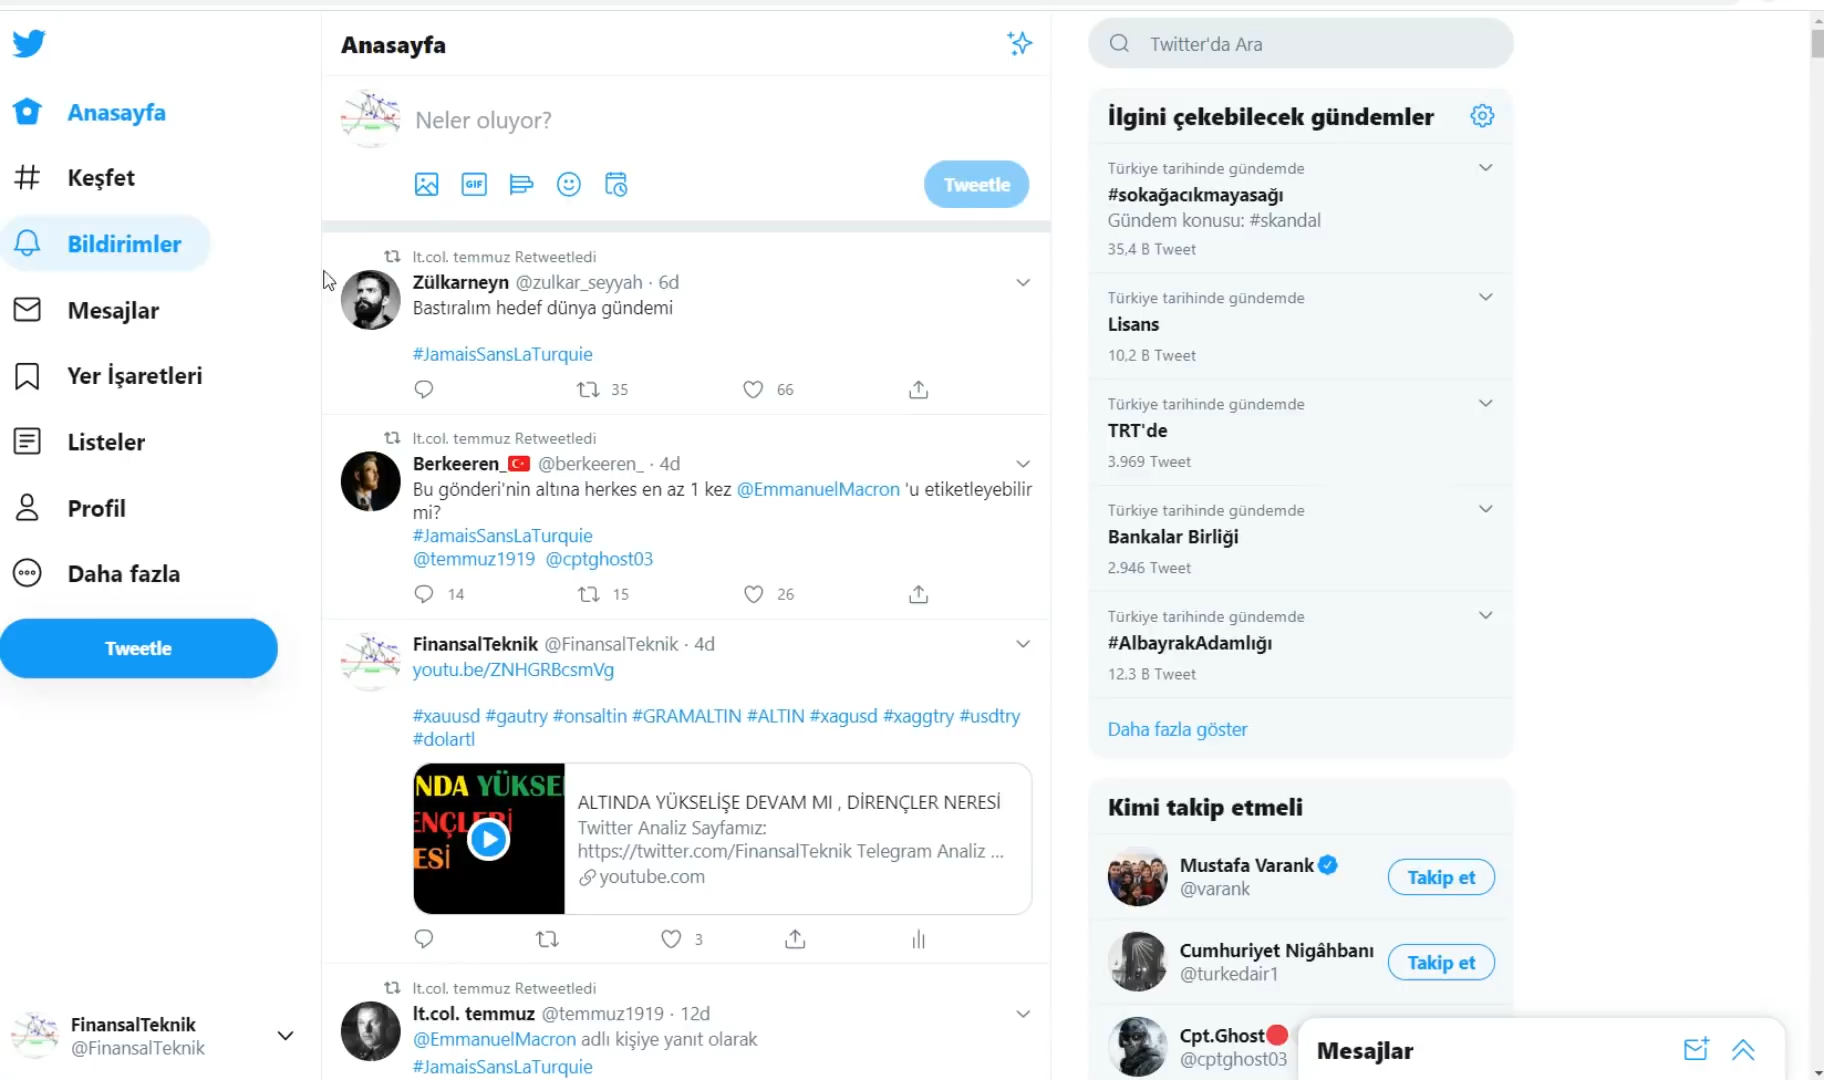 Anasayfa
Keşfet
Bildirimler
Mesajlar
Yer İşaretleri
Listeler
Profil
Daha fazla
Tweetle
FinansalTeknik
@FinansalTeknik
Anasayfa
Neler oluyor?
GIF
Tweetle
lt.col. temmuz Retweetledi
Zülkarneyn @zulkar_seyyah · 6d
Bastıralım hedef dünya gündemi
#JamaisSansLaTurquie
35 66
lt.col. temmuz Retweetledi
Berkeeren_ @berkeeren_ · 4d
Bu gönderi'nin altına herkes en az 1 kez @EmmanuelMacron 'u etiketleyebilir
mi?
#JamaisSansLaTurquie
@temmuz1919 @cptghost03
14 15 26
FinansalTeknik @FinansalTeknik · 4d
youtu.be/ZNHGRBcsmVg
#xauusd #gautry #onsaltin #GRAMALTIN #ALTIN #xagusd #xaggtry #usdtry
#dolartl
NDA YÜKSE
ENÇLERİ
ESİ
ALTINDA YÜKSELİŞE DEVAM MI , DİRENÇLER NERESİ
Twitter Analiz Sayfamız:
https://twitter.com/FinansalTeknik Telegram Analiz ...
youtube.com
3
lt.col. temmuz Retweetledi
lt.col. temmuz @temmuz1919 · 12d
@EmmanuelMacron adlı kişiye yanıt olarak
#JamaisSansLaTurquie
Twitter'da Ara
İlgini çekebilecek gündemler
Türkiye tarihinde gündemde
#sokağacıkmayasağı
Gündem konusu: #skandal
35,4 B Tweet
Türkiye tarihinde gündemde
Lisans
10,2 B Tweet
Türkiye tarihinde gündemde
TRT'de
3.969 Tweet
Türkiye tarihinde gündemde
Bankalar Birliği
2.946 Tweet
Türkiye tarihinde gündemde
#AlbayrakAdamlığı
12.3 B Tweet
Daha fazla göster
Kimi takip etmeli
Mustafa Varank
@varank
Takip et
Cumhuriyet Nigâhbanı
@turkedair1
Takip et
Cpt.Ghost
@cptghost03
Mesajlar